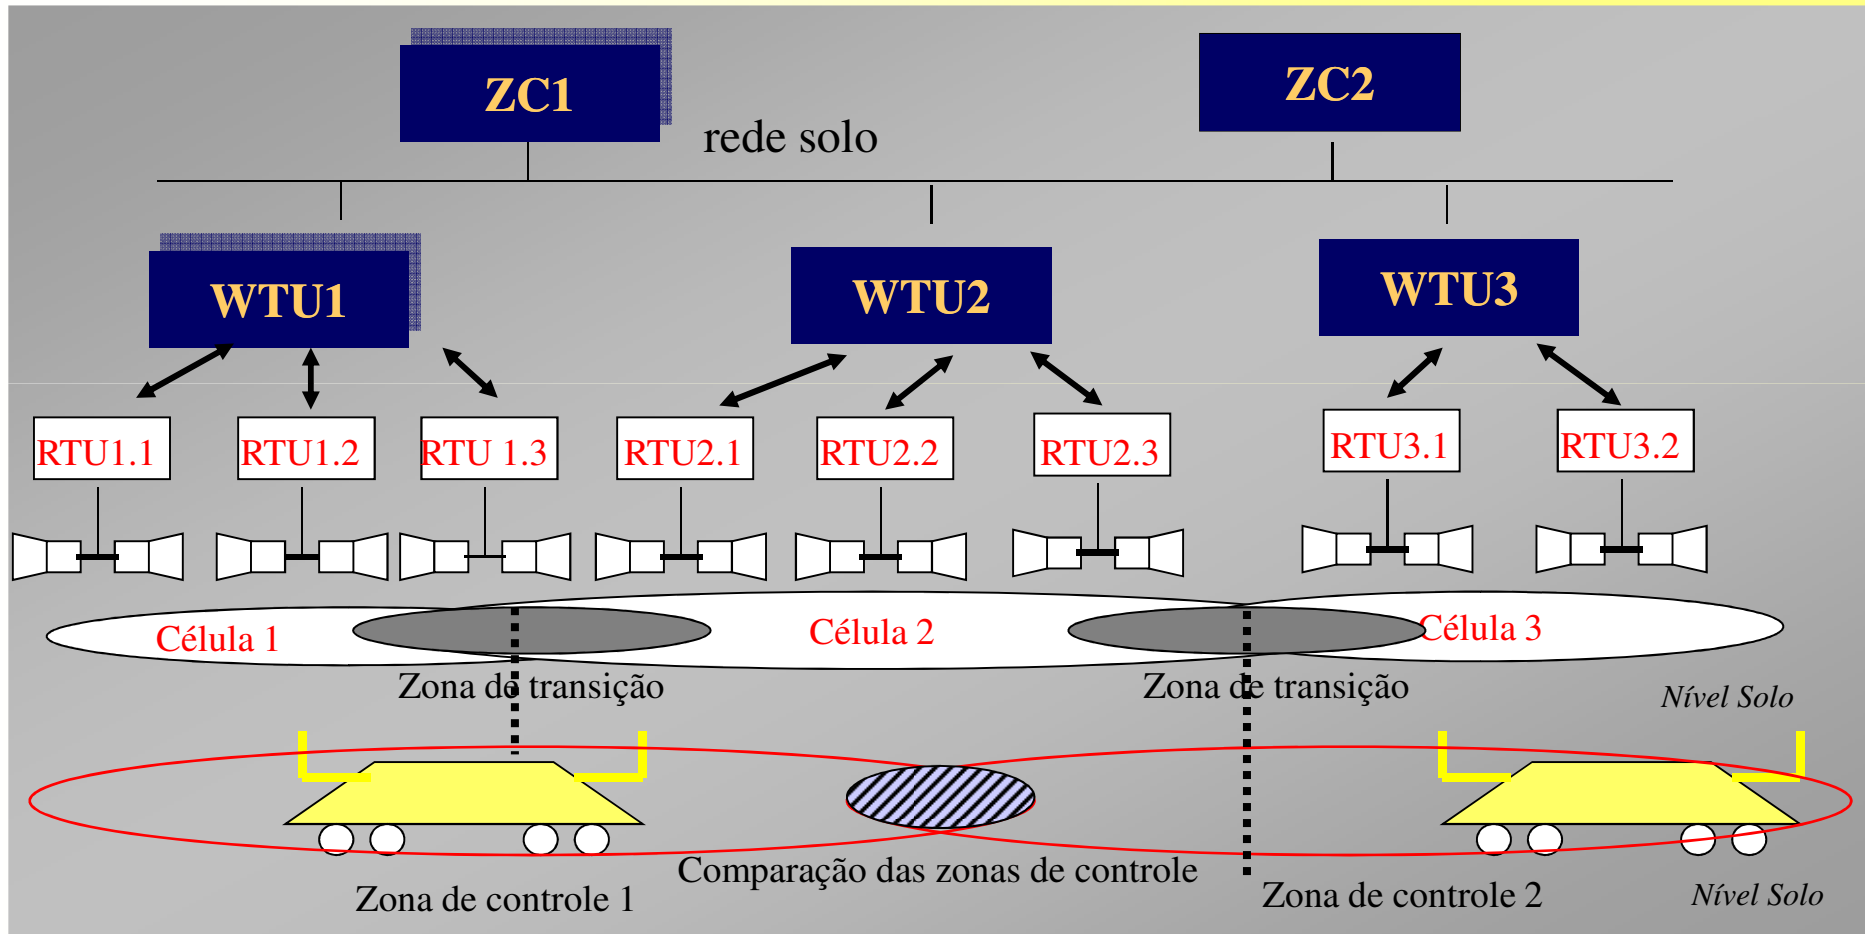 ZC1
ZC2
rede solo
WTU1
WTU2
WTU3
RTU1.1
RTU1.2
RTU 1.3
RTU2.1
RTU2.2
RTU2.3
RTU3.1
RTU3.2
Célula 1
Célula 2
Célula 3
Zona de transição
Zona de transição
Nível Solo
Comparação das zonas de controle
Zona de controle 1
Zona de controle 2
Nível Solo